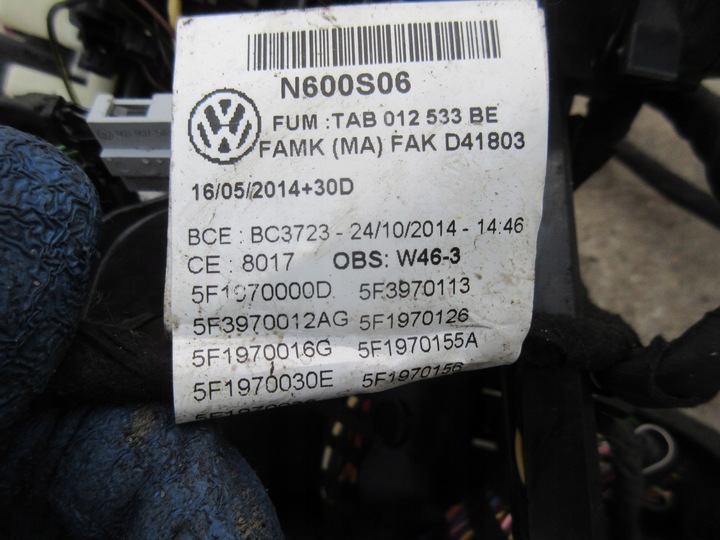 N600S06
FUM :TAB 012 533 BE
FAMK (MA) FAK D41803
16/05/2014+30D
BCE : BC3723 - 24/10/2014 - 14:46
CE : 8017 OBS: W46-3
5F1970000D 5F3970113
5F3970012AG 5F1970126
5F1970016G 5F1970155A
5F1970030E 5F1970156